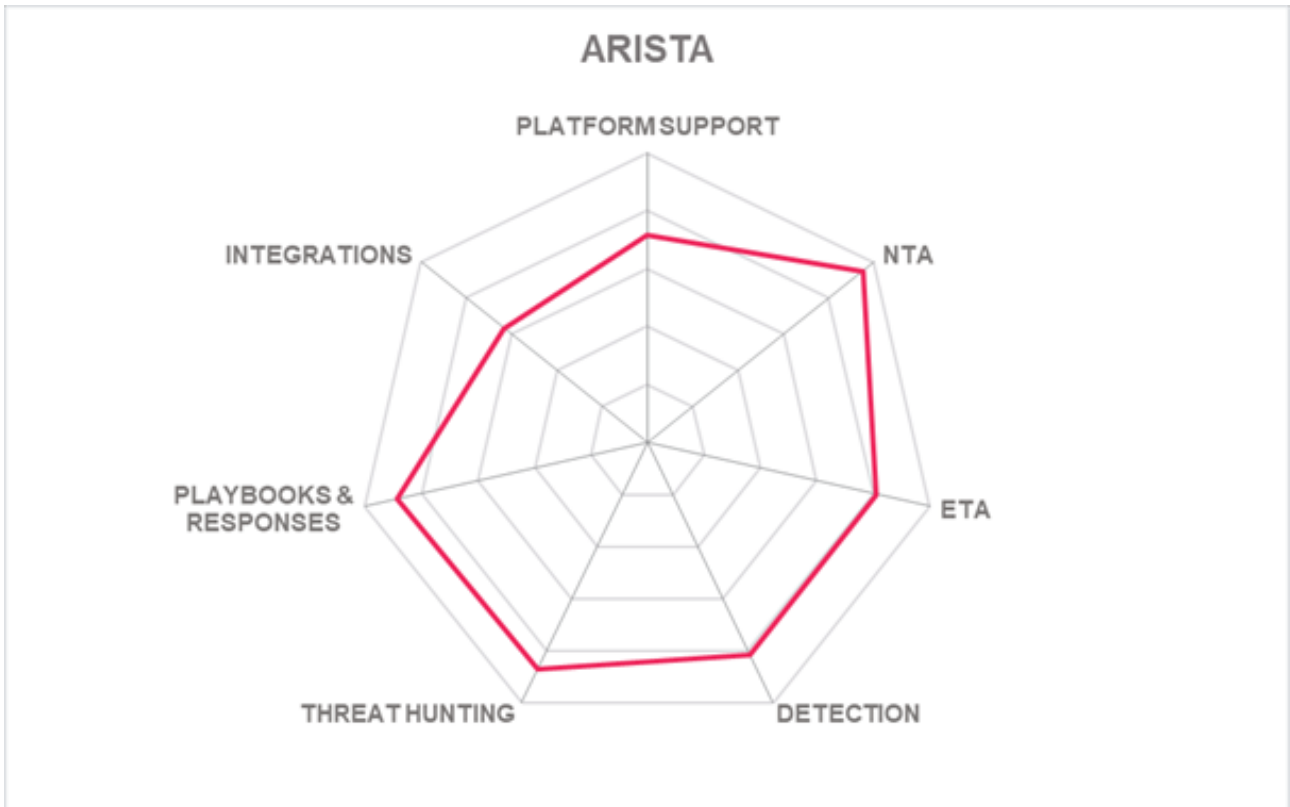 ARISTA
PLATFORM SUPPORT
INTEGRATIONS
NTA
PLAYBOOKS &
RESPONSES
ETA
THREAT HUNTING
DETECTION